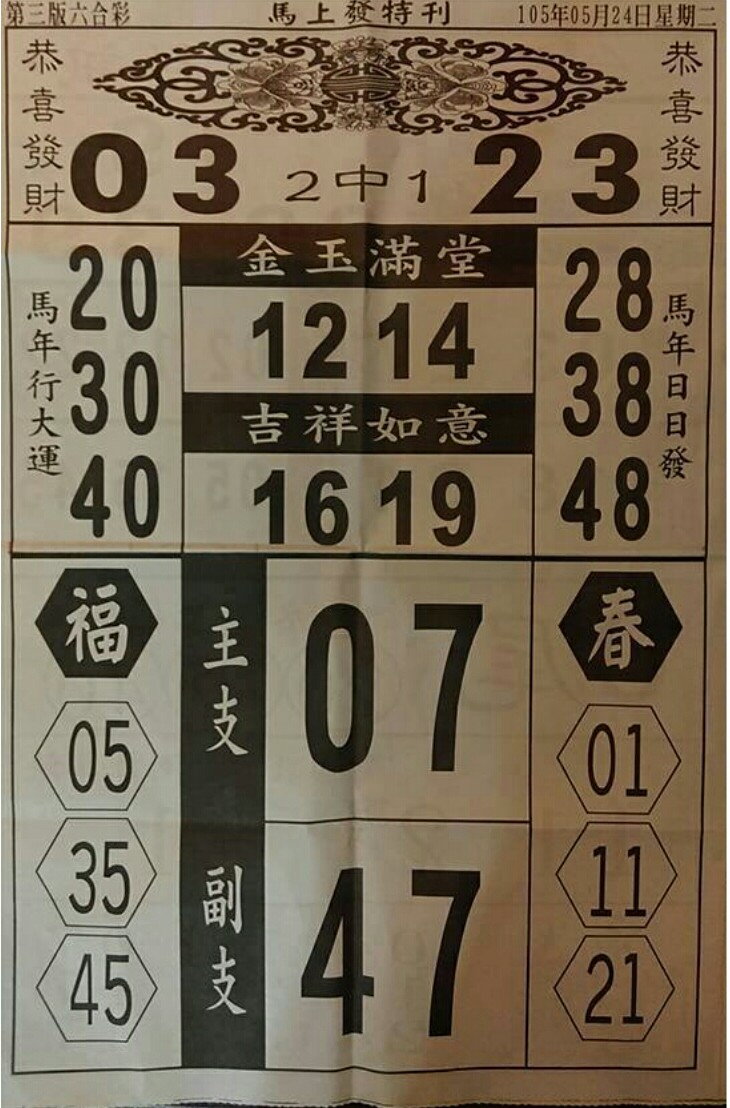 第三版六合彩 馬上發特刊 105年05月24日星期二
恭喜發財
03 2中1 23
恭喜發財
馬年行大運
20
30
40
金玉滿堂
12 14
吉祥如意
16 19
28
38
48
馬年日日發
福
05
35
45
主支
07
副支
47
春
01
11
21